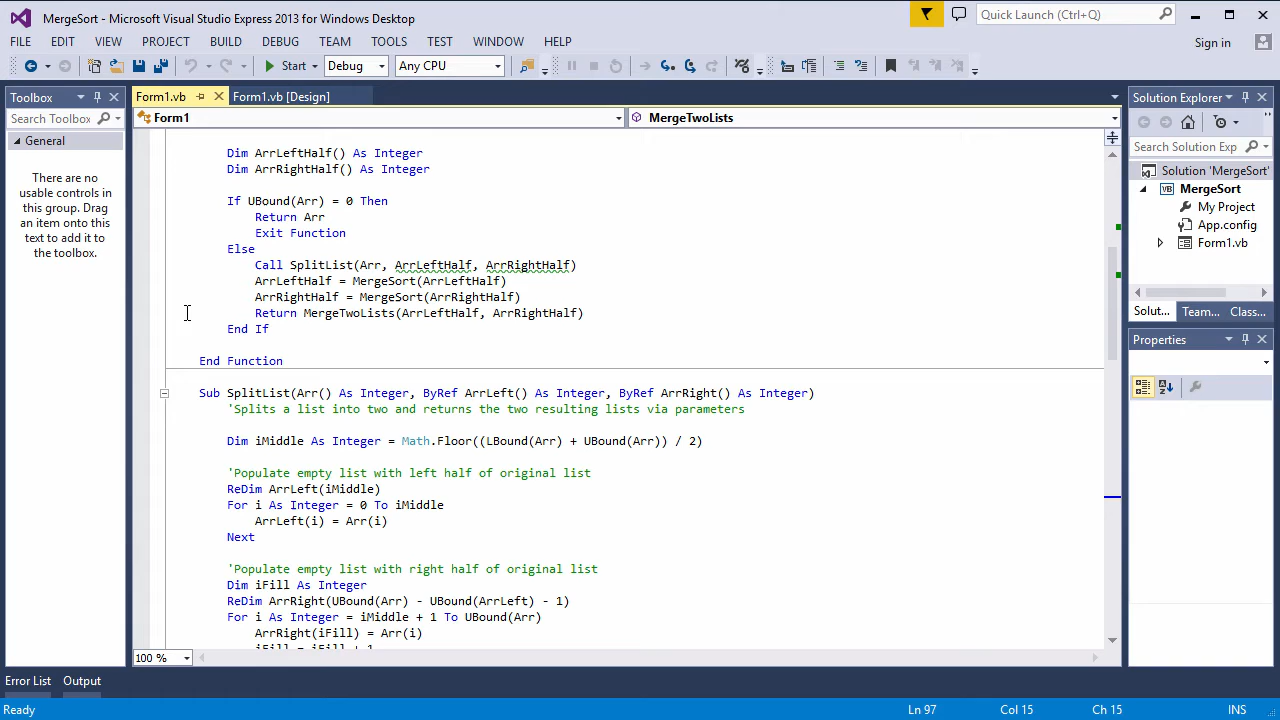 MergeSort - Microsoft Visual Studio Express 2013 for Windows Desktop
Quick Launch (Ctrl+Q)
FILE EDIT VIEW PROJECT BUILD DEBUG TEAM TOOLS TEST WINDOW HELP
Sign in
Start Debug Any CPU
Toolbox
Search Toolbox
General
There are no
usable controls in
this group. Drag
an item onto this
text to add it to
the toolbox.
Form1.vb Form1.vb [Design]
Form1 MergeTwoLists
Dim ArrLeftHalf() As Integer
Dim ArrRightHalf() As Integer
If UBound(Arr) = 0 Then
Return Arr
Exit Function
Else
Call SplitList(Arr, ArrLeftHalf, ArrRightHalf)
ArrLeftHalf = MergeSort(ArrLeftHalf)
ArrRightHalf = MergeSort(ArrRightHalf)
Return MergeTwoLists(ArrLeftHalf, ArrRightHalf)
End If
End Function
Sub SplitList(Arr() As Integer, ByRef ArrLeft() As Integer, ByRef ArrRight() As Integer)
'Splits a list into two and returns the two resulting lists via parameters
Dim iMiddle As Integer = Math.Floor((LBound(Arr) + UBound(Arr)) / 2)
'Populate empty list with left half of original list
ReDim ArrLeft(iMiddle)
For i As Integer = 0 To iMiddle
ArrLeft(i) = Arr(i)
Next
'Populate empty list with right half of original list
Dim iFill As Integer
ReDim ArrRight(UBound(Arr) - UBound(ArrLeft) - 1)
For i As Integer = iMiddle + 1 To UBound(Arr)
ArrRight(iFill) = Arr(i)
iFill = iFill + 1
100 %
Solution Explorer
Search Solution Exp
Solution 'MergeSort'
VB MergeSort
My Project
App.config
Form1.vb
Solut... Team... Class...
Properties
Error List Output
Ready Ln 97 Col 15 Ch 15 INS